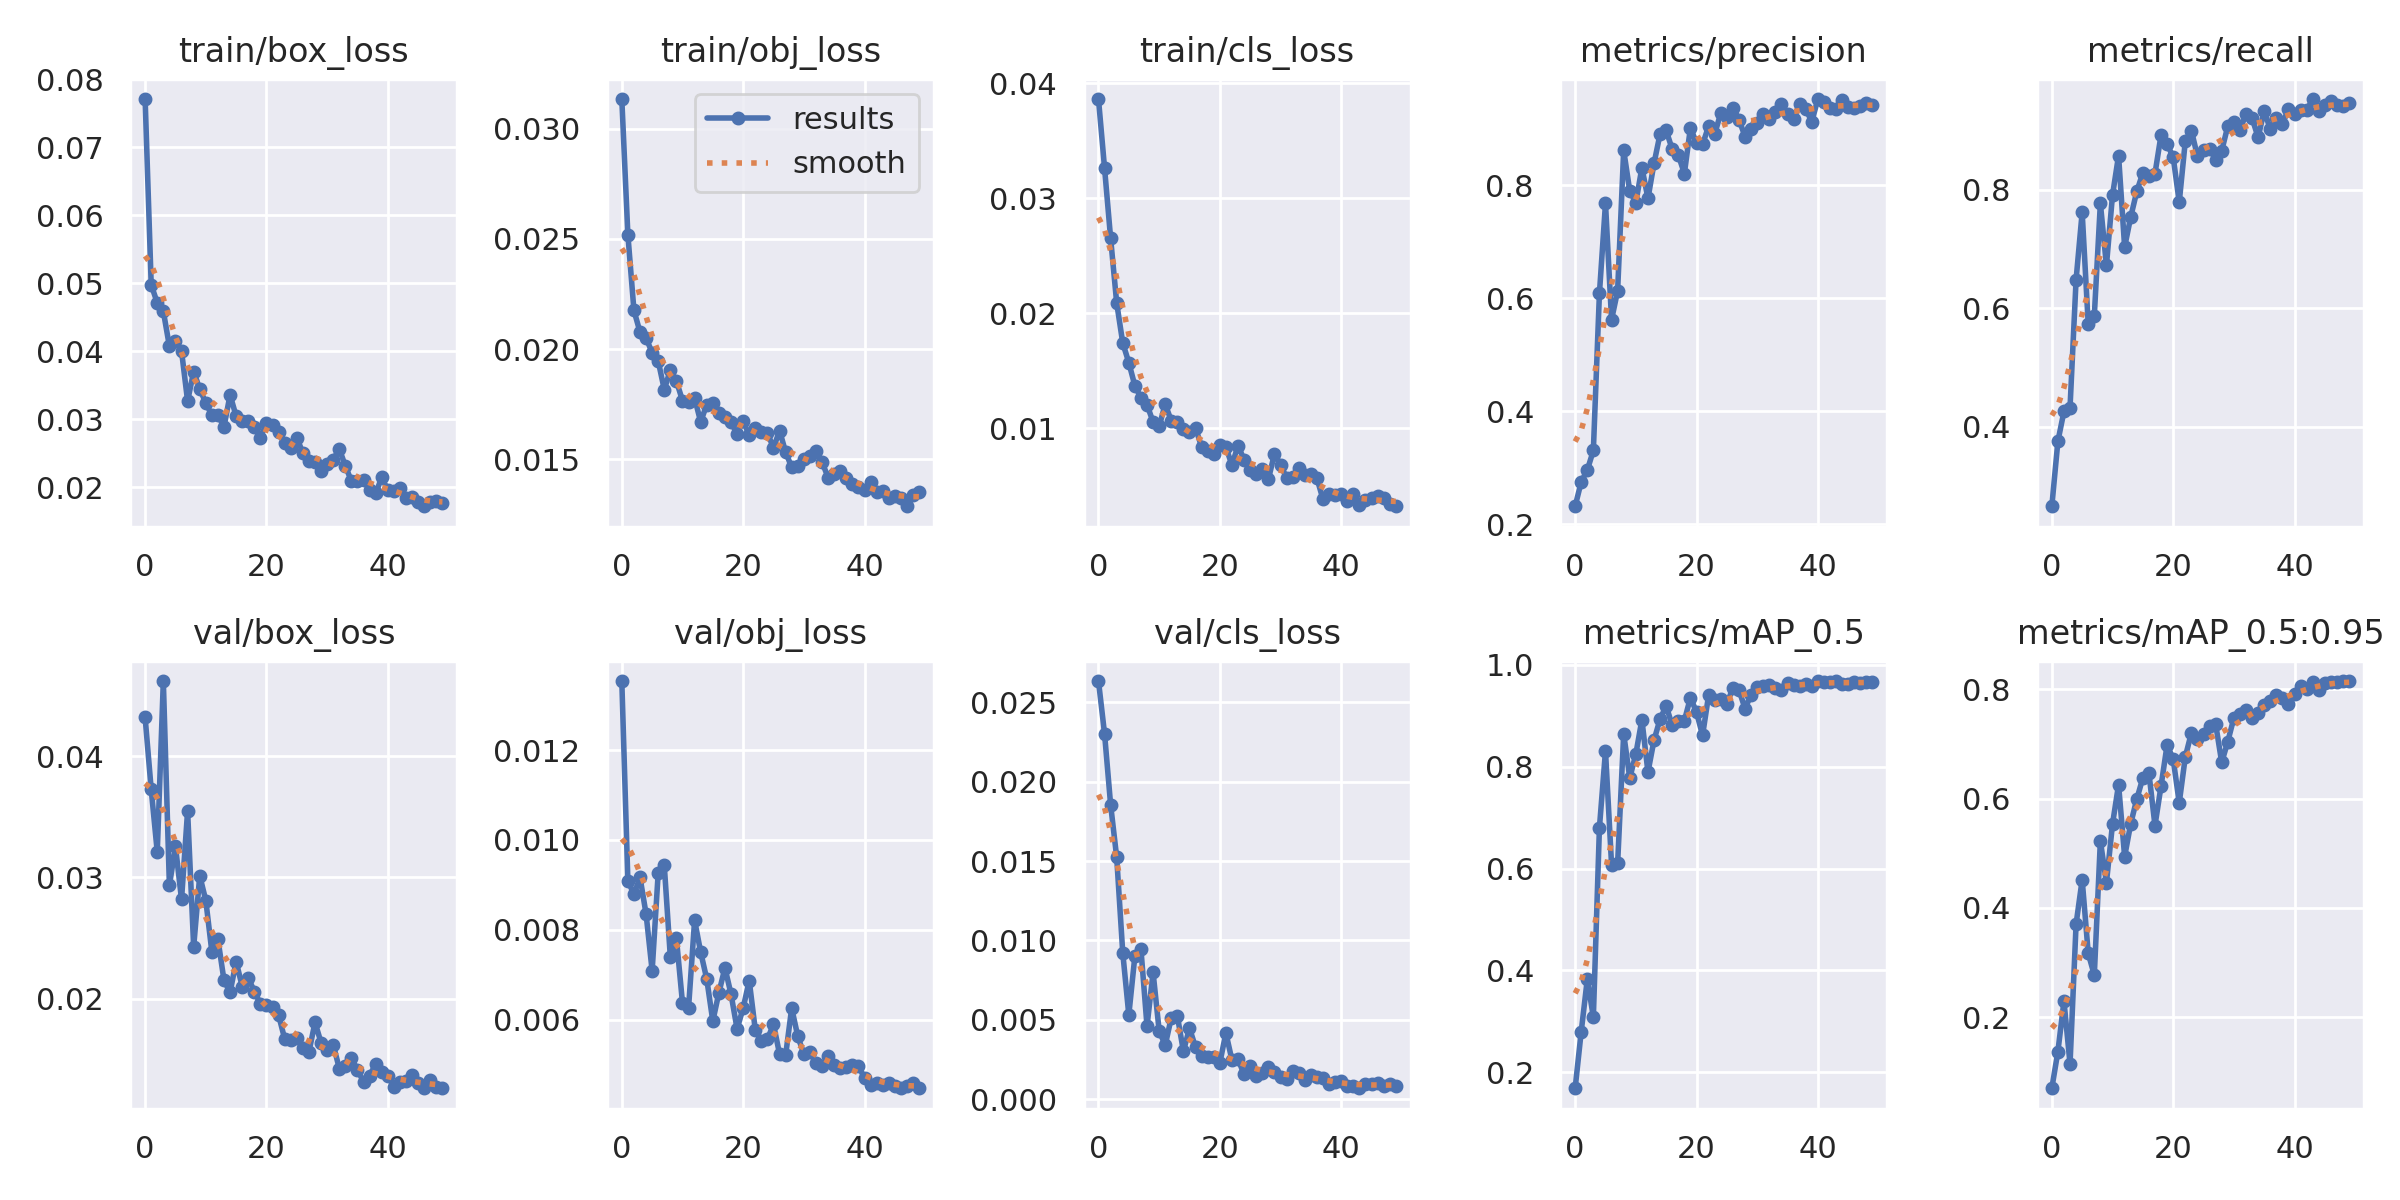 train/box_loss
0.08
0.07
0.06
0.05
0.04
0.03
0.02
0 20 40
train/obj_loss
results
smooth
0.030
0.025
0.020
0.015
0 20 40
train/cls_loss
0.04
0.03
0.02
0.01
0 20 40
metrics/precision
0.8
0.6
0.4
0.2
0 20 40
metrics/recall
0.8
0.6
0.4
0 20 40
val/box_loss
0.04
0.03
0.02
0 20 40
val/obj_loss
0.012
0.010
0.008
0.006
0 20 40
val/cls_loss
0.025
0.020
0.015
0.010
0.005
0.000
0 20 40
metrics/mAP_0.5
1.0
0.8
0.6
0.4
0.2
0 20 40
metrics/mAP_0.5:0.95
0.8
0.6
0.4
0.2
0 20 40